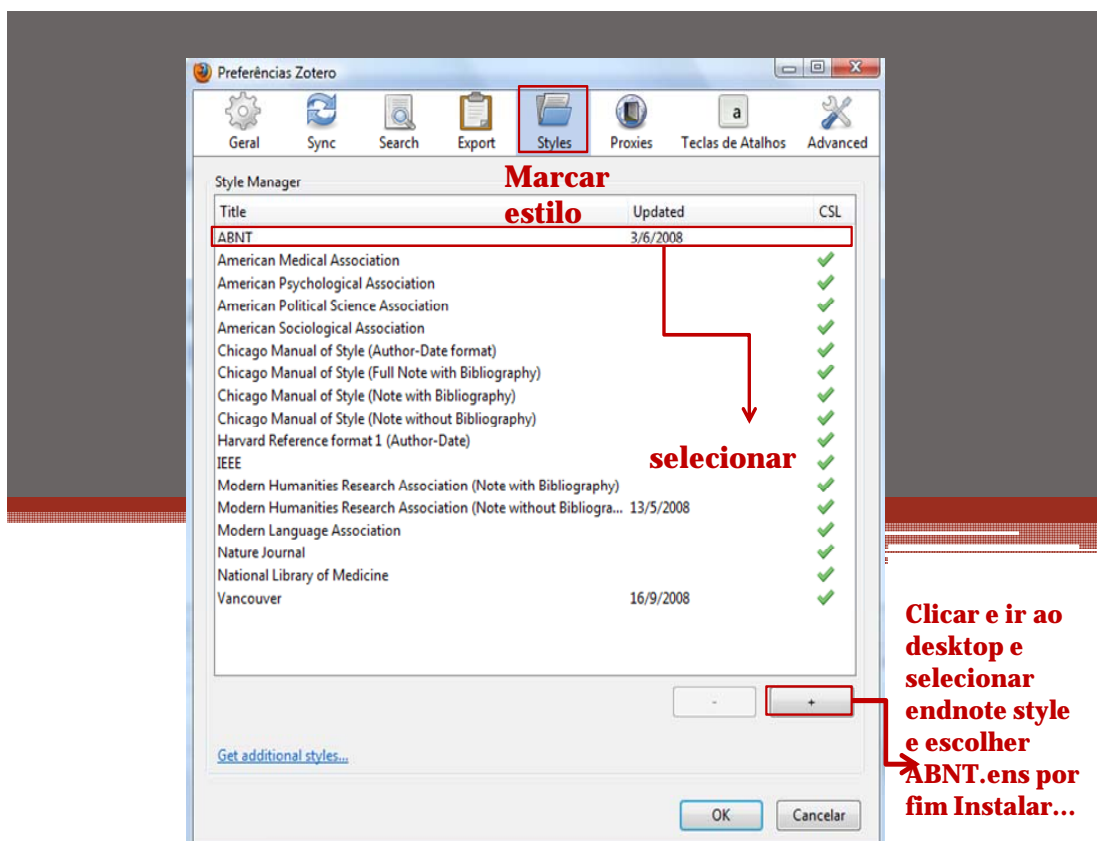 Preferências Zotero
Geral Sync Search Export Styles Proxies a Teclas de Atalhos Advanced
Marcar
estilo
Style Manager
Title Updated CSL
ABNT 3/6/2008
American Medical Association
American Psychological Association
American Political Science Association
American Sociological Association
Chicago Manual of Style (Author-Date format)
Chicago Manual of Style (Full Note with Bibliography)
Chicago Manual of Style (Note with Bibliography)
Chicago Manual of Style (Note without Bibliography)
Harvard Reference format 1 (Author-Date)
IEEE
selecionar
Modern Humanities Research Association (Note with Bibliography)
Modern Humanities Research Association (Note without Bibliogra... 13/5/2008
Modern Language Association
Nature Journal
National Library of Medicine
Vancouver 16/9/2008
- +
Get additional styles...
OK Cancelar
Clicar e ir ao
desktop e
selecionar
endnote style
e escolher
ABNT.ens por
fim Instalar...